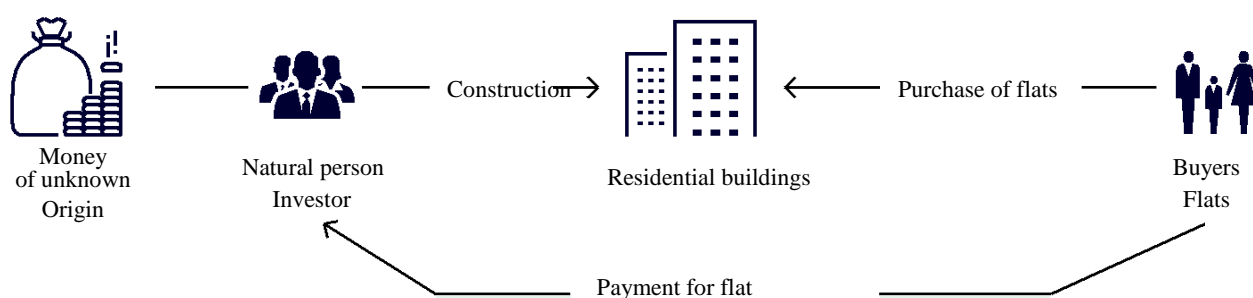 Construction
Purchase of flats
Money
of unknown
Origin
Natural person
Investor
Residential buildings
Buyers
Flats
Payment for flat